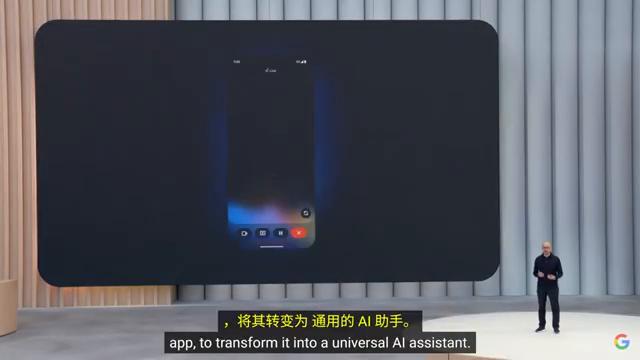 ，将其转变为 通用的 AI 助手。
app, to transform it into a universal AI assistant.